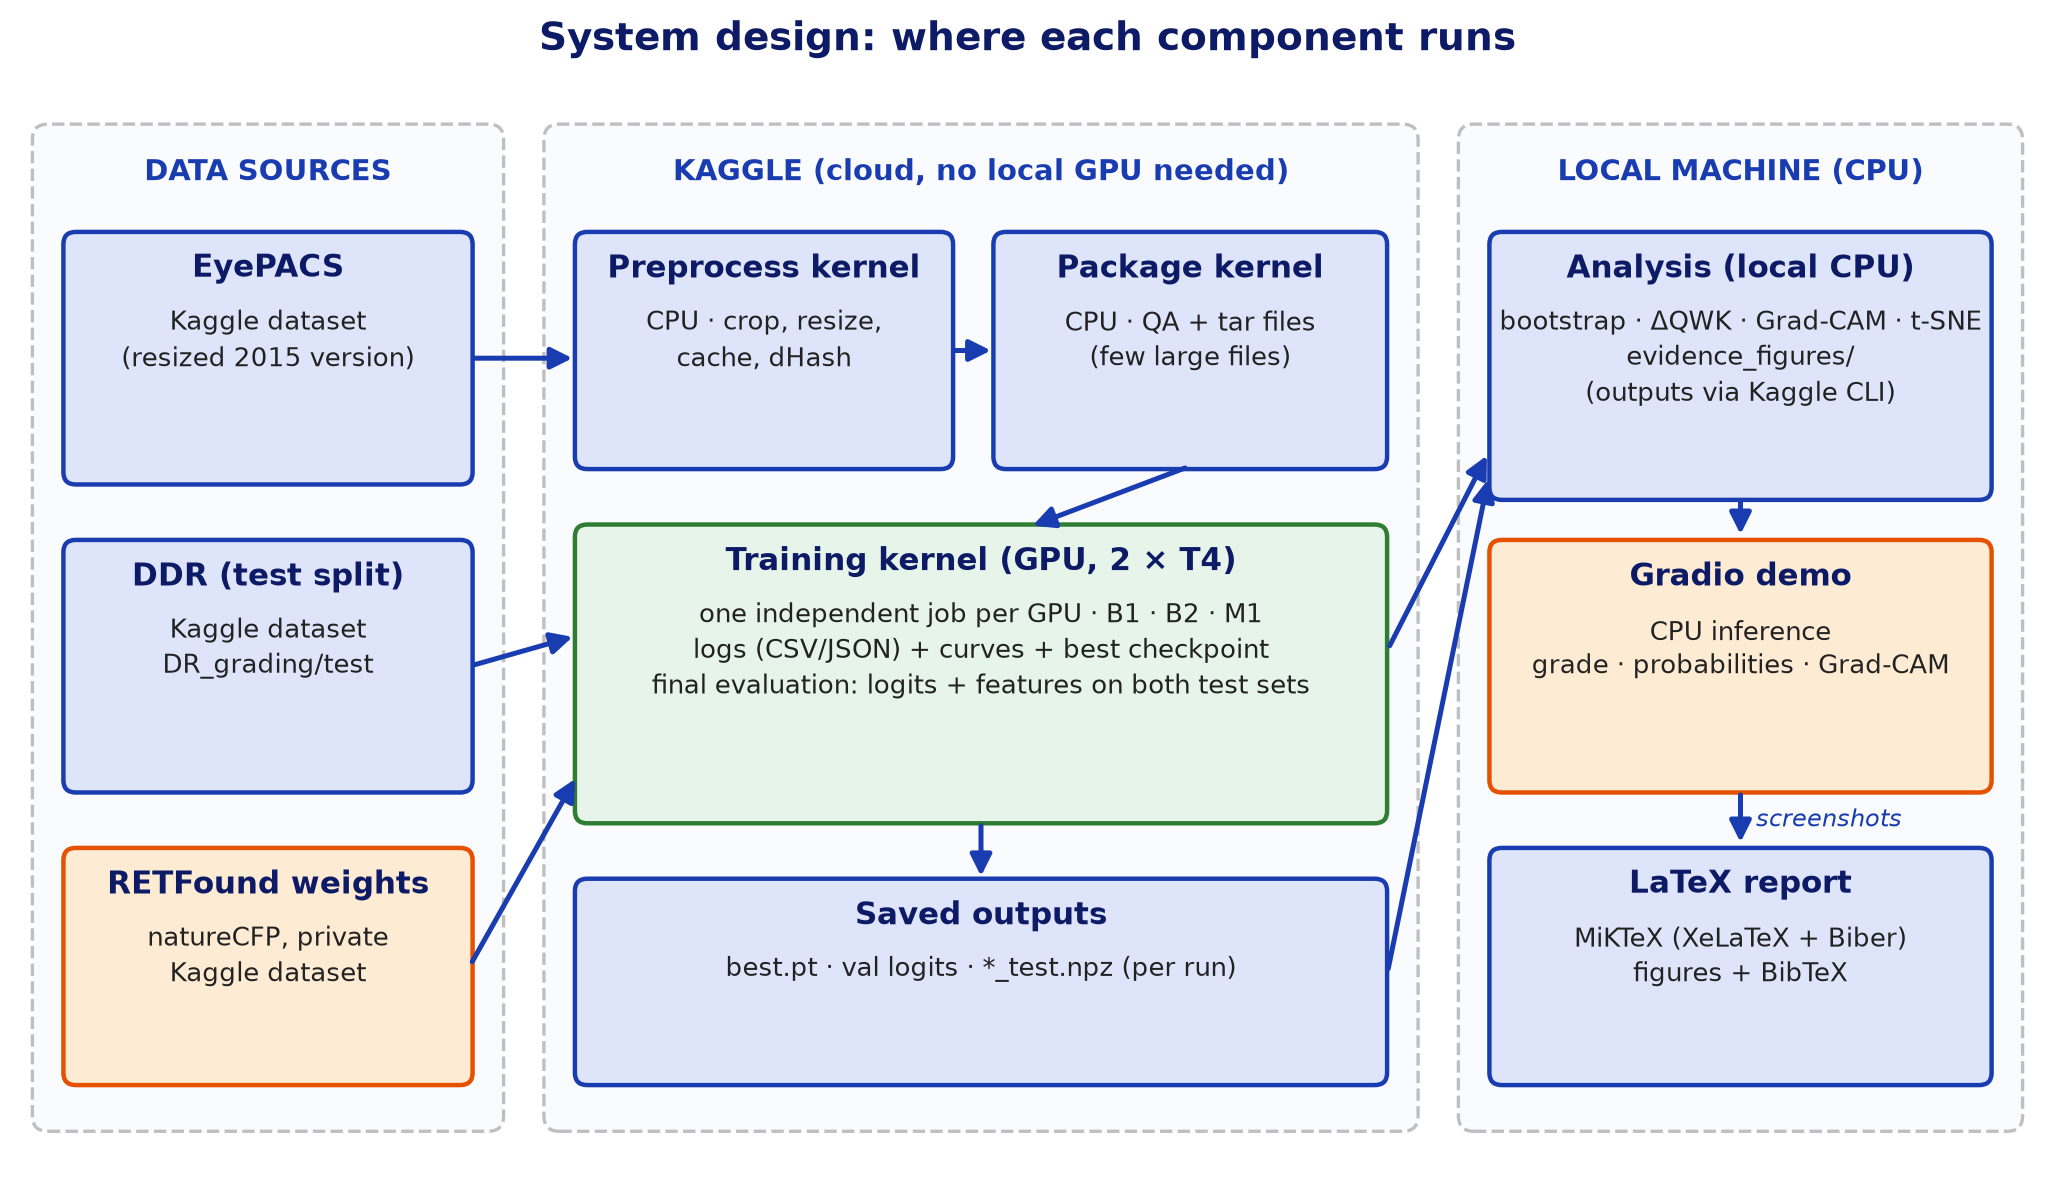 System design: where each component runs
DATA SOURCES
EyePACS
Kaggle dataset
(resized 2015 version)
DDR (test split)
Kaggle dataset
DR_grading/test
RETFound weights
natureCFP, private
Kaggle dataset
KAGGLE (cloud, no local GPU needed)
Preprocess kernel
CPU · crop, resize,
cache, dHash
Package kernel
CPU · QA + tar files
(few large files)
Training kernel (GPU, 2 × T4)
one independent job per GPU · B1 · B2 · M1
logs (CSV/JSON) + curves + best checkpoint
final evaluation: logits + features on both test sets
Saved outputs
best.pt · val logits · *_test.npz (per run)
LOCAL MACHINE (CPU)
Analysis (local CPU)
bootstrap · ΔQWK · Grad-CAM · t-SNE
evidence_figures/
(outputs via Kaggle CLI)
Gradio demo
CPU inference
grade · probabilities · Grad-CAM
screenshots
LaTeX report
MiKTeX (XeLaTeX + Biber)
figures + BibTeX